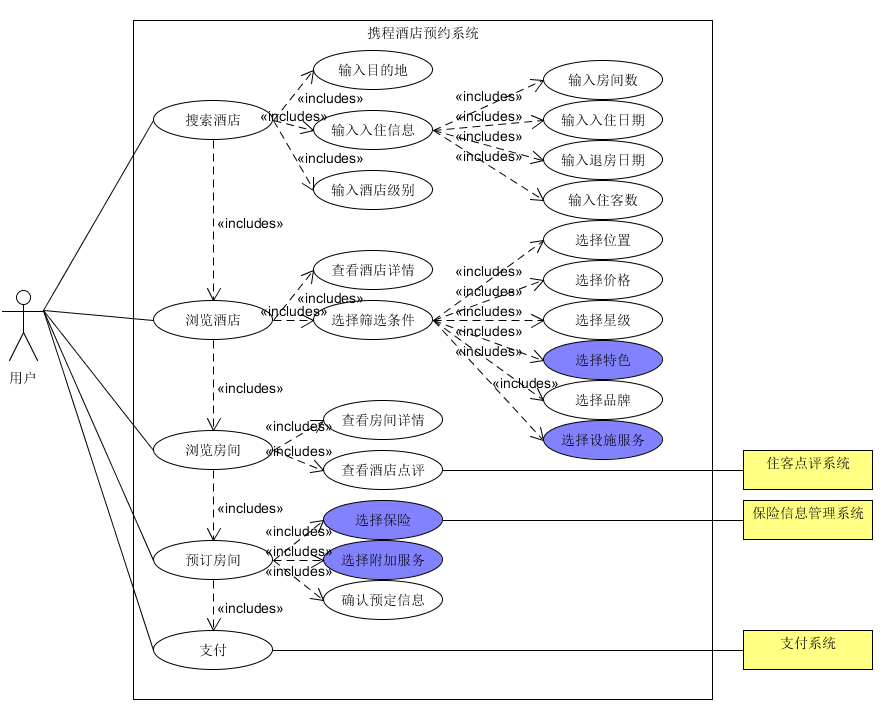 携程酒店预约系统
输入目的地
«includes»
搜索酒店
«includes»
输入入住信息
«includes»
输入酒店级别
«includes»
输入房间数
«includes»
输入入住日期
«includes»
输入退房日期
«includes»
输入住客数
«includes»
选择位置
查看酒店详情
«includes»
选择价格
«includes»
浏览酒店
«includes»
选择筛选条件
«includes»
选择星级
«includes»
选择特色
«includes»
«includes»
选择品牌
«includes»
选择设施服务
用户
«includes»
查看房间详情
«includes»
浏览房间
«includes»
查看酒店点评
住客点评系统
«includes»
选择保险
保险信息管理系统
«includes»
预订房间
«includes»
选择附加服务
«includes»
确认预定信息
«includes»
支付
支付系统